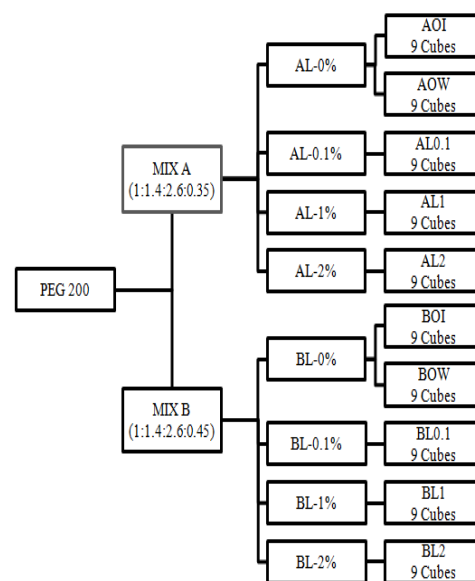 PEG 200
MIX A
(1:1.4:2.6:0.35)
AL-0%
AOI
9 Cubes
AOW
9 Cubes
AL-0.1%
AL0.1
9 Cubes
AL-1%
AL1
9 Cubes
AL-2%
AL2
9 Cubes
MIX B
(1:1.4:2.6:0.45)
BL-0%
BOI
9 Cubes
BOW
9 Cubes
BL-0.1%
BL0.1
9 Cubes
BL-1%
BL1
9 Cubes
BL-2%
BL2
9 Cubes